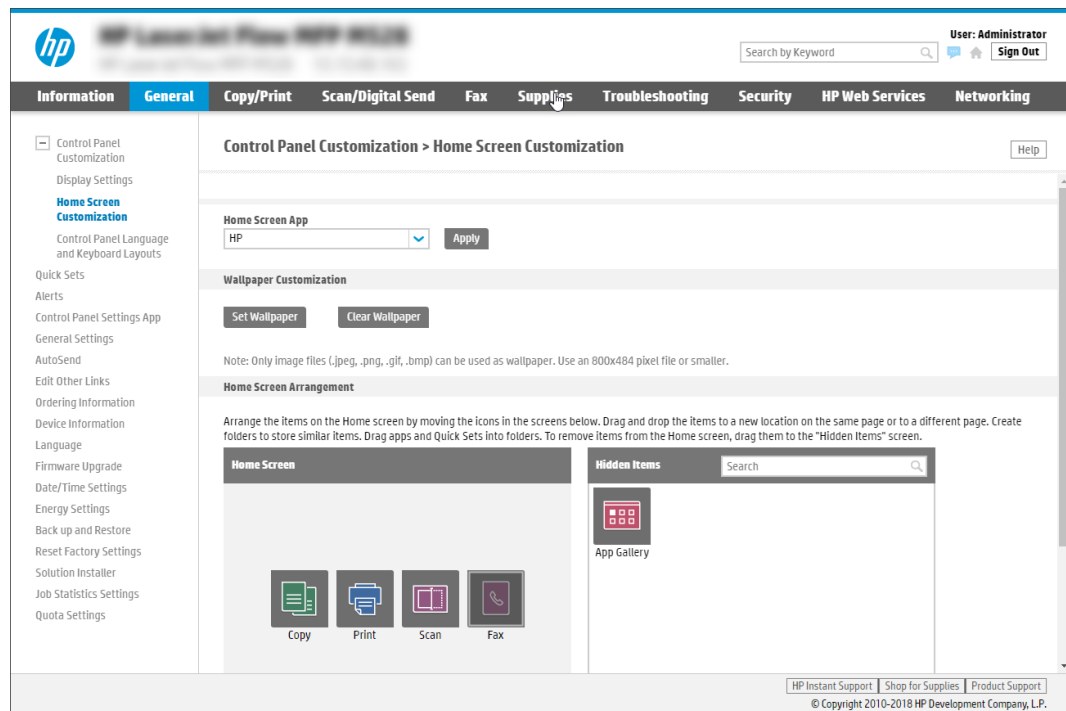 hp
User: Administrator
Search by Keyword
Sign Out
Information General Copy/Print Scan/Digital Send Fax Supplies Troubleshooting Security HP Web Services Networking
Control Panel
Customization
Display Settings
Home Screen
Customization
Control Panel Language
and Keyboard Layouts
Quick Sets
Alerts
Control Panel Settings App
General Settings
AutoSend
Edit Other Links
Ordering Information
Device Information
Language
Firmware Upgrade
Date/Time Settings
Energy Settings
Back up and Restore
Reset Factory Settings
Solution Installer
Job Statistics Settings
Quota Settings
Control Panel Customization > Home Screen Customization
Help
Home Screen App
HP
Apply
Wallpaper Customization
Set Wallpaper Clear Wallpaper
Note: Only image files (.jpeg, .png, .gif, .bmp) can be used as wallpaper. Use an 800x484 pixel file or smaller.
Home Screen Arrangement
Arrange the items on the Home screen by moving the icons in the screens below. Drag and drop the items to a new location on the same page or to a different page. Create
folders to store similar items. Drag apps and Quick Sets into folders. To remove items from the Home screen, drag them to the "Hidden Items" screen.
Home Screen
Copy Print Scan Fax
Hidden Items Search
App Gallery
HP Instant Support Shop for Supplies Product Support
© Copyright 2010-2018 HP Development Company, L.P.